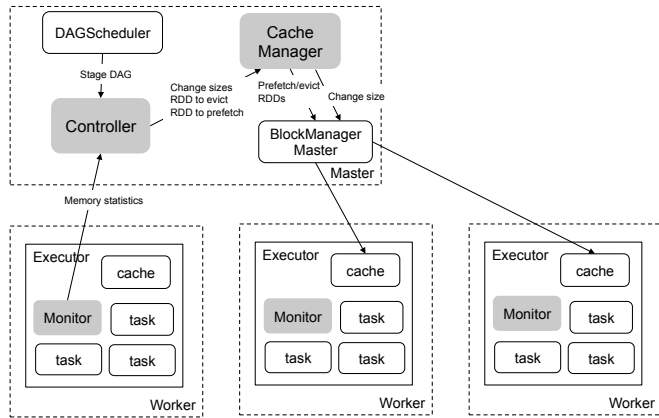 DAGScheduler
Cache
Manager
Stage DAG
Change sizes
RDD to evict
RDD to prefetch
Prefetch/evict
RDDs
Change size
Controller
BlockManager
Master
Master
Memory statistics
Executor
cache
Monitor
task
task
task
Worker
Executor
cache
Monitor
task
task
task
Worker
Executor
cache
Monitor
task
task
task
Worker